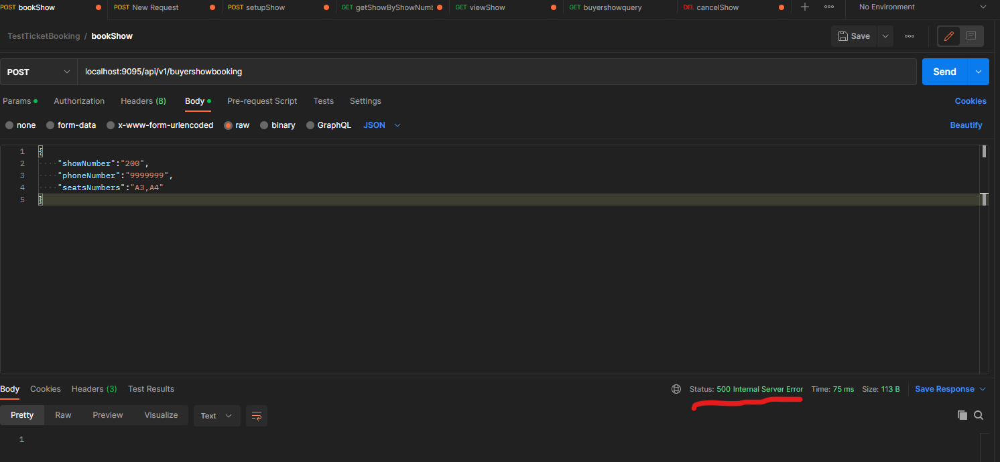 POST bookShow POST New Request POST setupShow GET getShowByShowNuml GET viewShow GET buyershowquery DEL cancelShow No Environment
TestTicketBooking / bookShow Save
POST localhost:9095/api/v1/buyershowbooking Send
Params Authorization Headers (8) Body Pre-request Script Tests Settings Cookies
none form-data x-www-form-urlencoded raw binary GraphQL JSON Beautify
1 {
2 "showNumber":"200",
3 "phoneNumber":"9999999",
4 "seatsNumbers":"A3,A4"
5 }
Body Cookies Headers (3) Test Results Status: 500 Internal Server Error Time: 75 ms Size: 113 B Save Response
Pretty Raw Preview Visualize Text
1